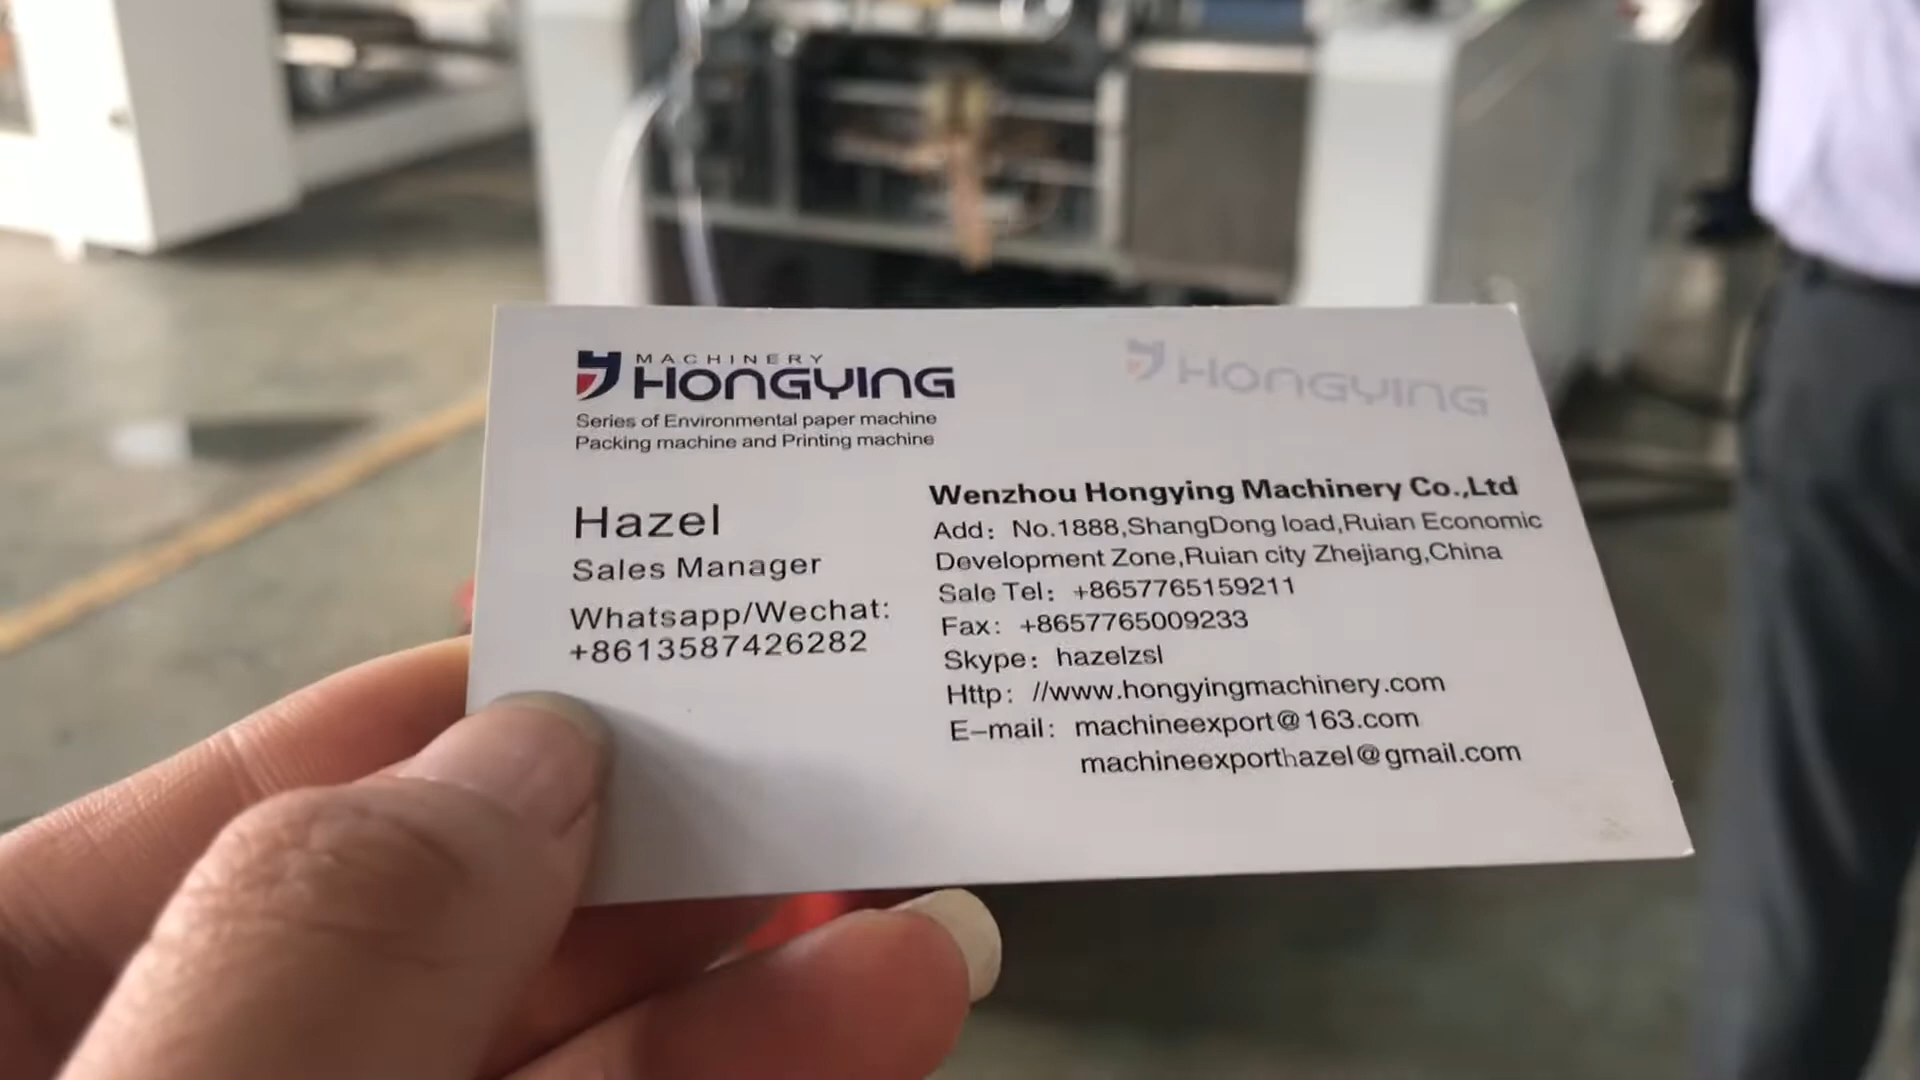 MACHINERY
HONGYING
Series of Environmental paper machine
Packing machine and Printing machine
HONGYING
Hazel
Sales Manager
Whatsapp/Wechat:
+8613587426282
Wenzhou Hongying Machinery Co.,Ltd
Add: No.1888,ShangDong load,Ruian Economic
Development Zone,Ruian city Zhejiang,China
Sale Tel: +8657765159211
Fax: +8657765009233
Skype: hazelzsl
Http: //www.hongyingmachinery.com
E-mail: machineexport@163.com
machineexporthazel@gmail.com